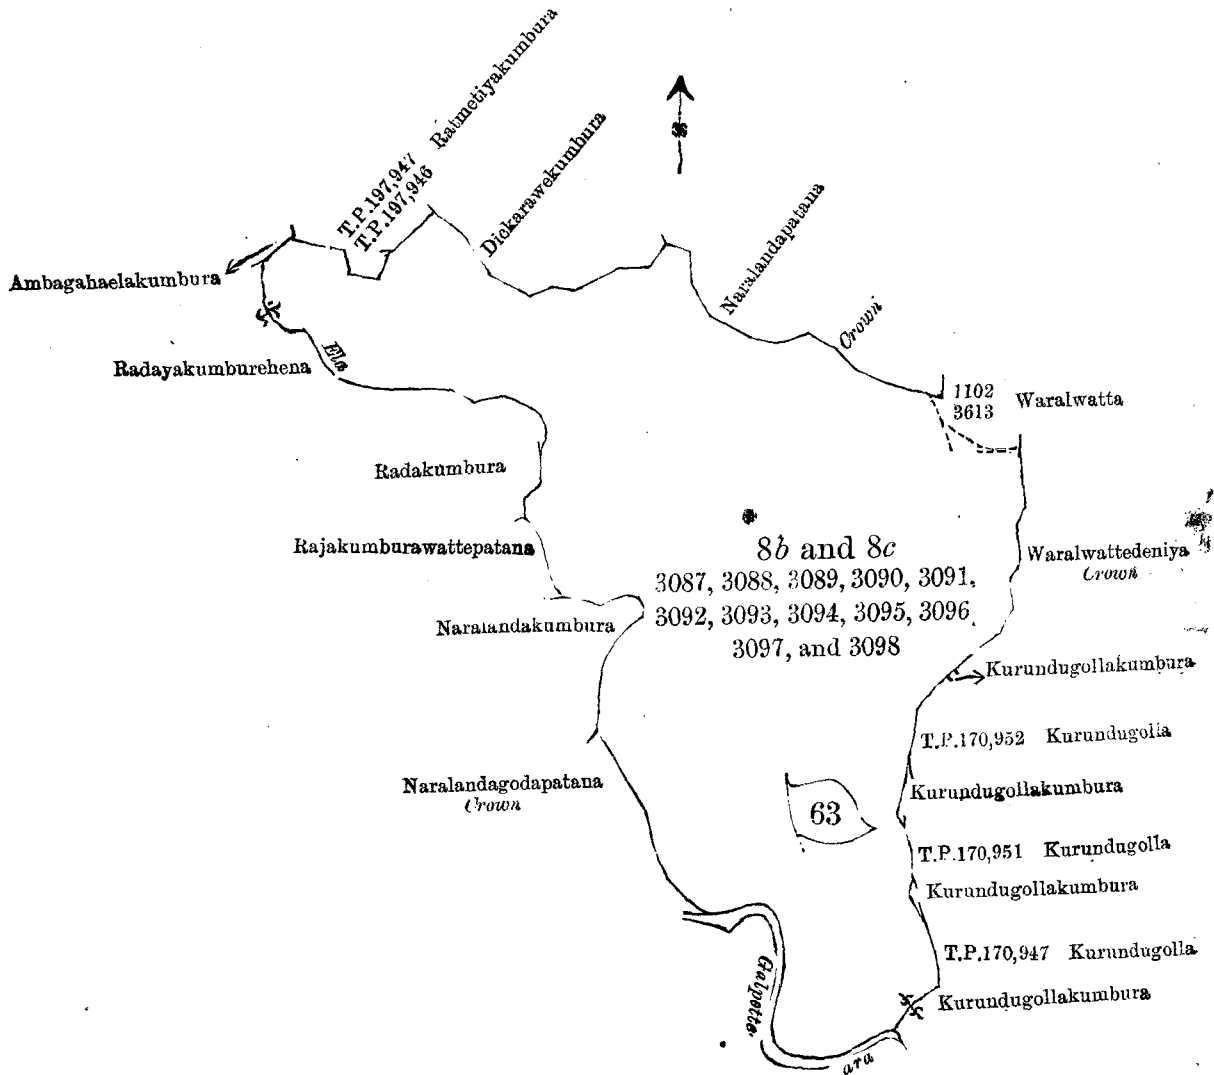 Ratmetiyakumbura
T.P.197,947
T.P.197,946
Diekarawekumbura
Naralandapatana
Crown
Ambagahaelakumbura
Ela
Radayakumburehena
1102
3613
Waralwatta
Radakumbura
Rajakumburawattepatana
8b and 8c
3087, 3088, 3089, 3090, 3091,
3092, 3093, 3094, 3095, 3096,
3097, and 3098
Waralwattedeniya
Crown
Naralandakumbura
Kurundugollakumbura
T.P.170,952 Kurundugolla
Naralandagodapatana
Crown
Kurundugollakumbura
63
T.P.170,951 Kurundugolla
Kurundugollakumbura
T.P.170,947 Kurundugolla
Kurundugollakumbura
Galpotte
ara